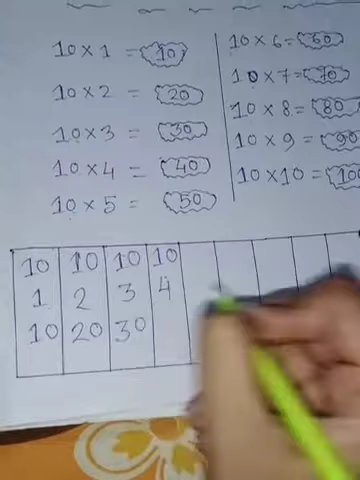 10 × 1 = 10
10 × 2 = 20
10 × 3 = 30
10 × 4 = 40
10 × 5 = 50
10 × 6 = 60
10 × 7 = 70
10 × 8 = 80
10 × 9 = 90
10 × 10 = 100
10 10 10 10
1 2 3 4
10 20 30